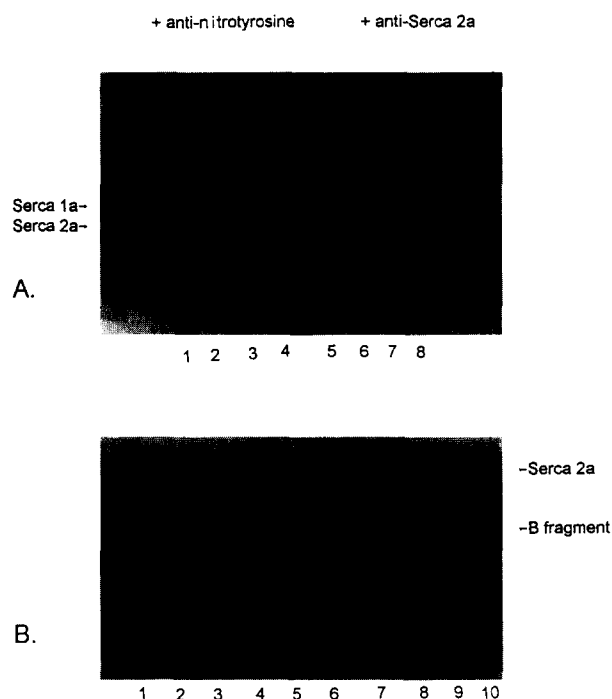 + anti-nitrotyrosine + anti-Serca 2a
Serca 1a-
Serca 2a-
A.
1 2 3 4 5 6 7 8
-Serca 2a
-B fragment
B.
1 2 3 4 5 6 7 8 9 10